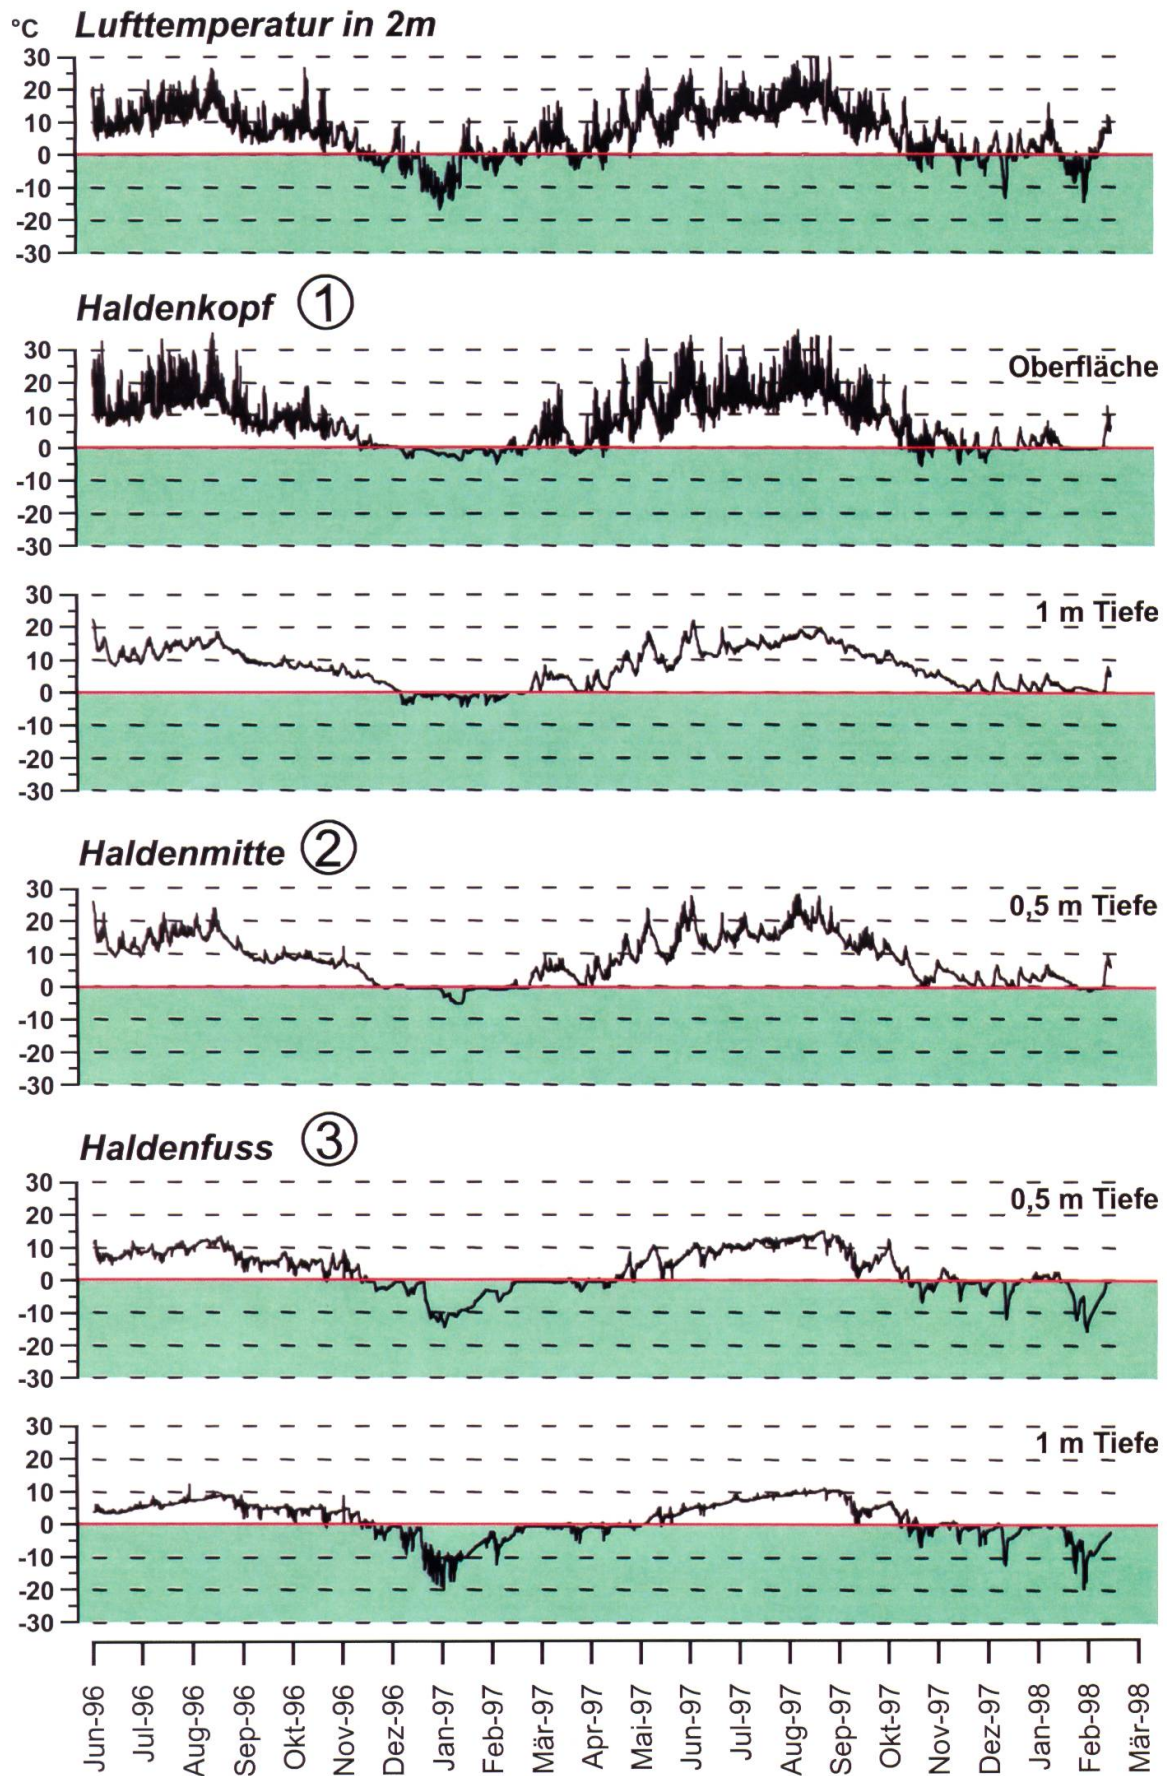 °C Lufttemperatur in 2m
30
20
10
0
-10
-20
-30
Haldenkopf 1
Oberfläche
30
20
10
0
-10
-20
-30
1 m Tiefe
30
20
10
0
-10
-20
-30
Haldenmitte 2
0,5 m Tiefe
30
20
10
0
-10
-20
-30
Haldenfuss 3
0,5 m Tiefe
30
20
10
0
-10
-20
-30
1 m Tiefe
30
20
10
0
-10
-20
-30
Jun-96
Jul-96
Aug-96
Sep-96
Okt-96
Nov-96
Dez-96
Jan-97
Feb-97
Mär-97
Apr-97
Mai-97
Jun-97
Jul-97
Aug-97
Sep-97
Okt-97
Nov-97
Dez-97
Jan-98
Feb-98
Mär-98